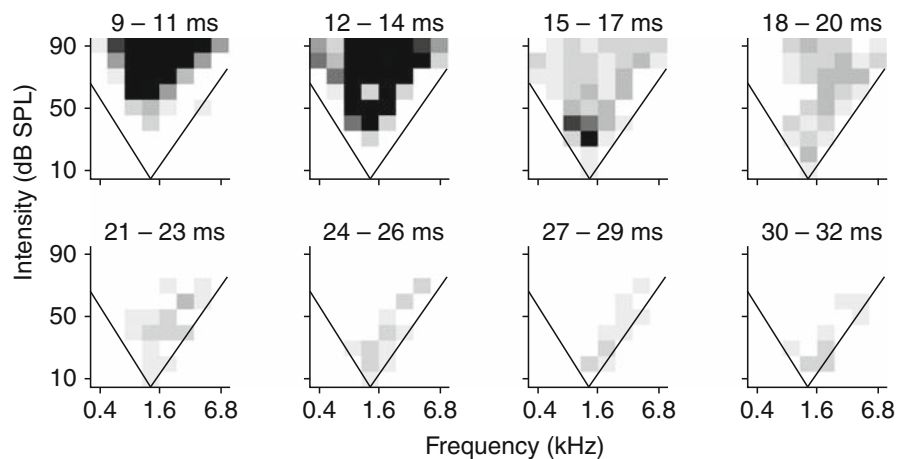 9 – 11 ms
12 – 14 ms
15 – 17 ms
18 – 20 ms
90
50
10
21 – 23 ms
24 – 26 ms
27 – 29 ms
30 – 32 ms
90
50
10
Intensity (dB SPL)
0.4 1.6 6.8
0.4 1.6 6.8
0.4 1.6 6.8
0.4 1.6 6.8
Frequency (kHz)